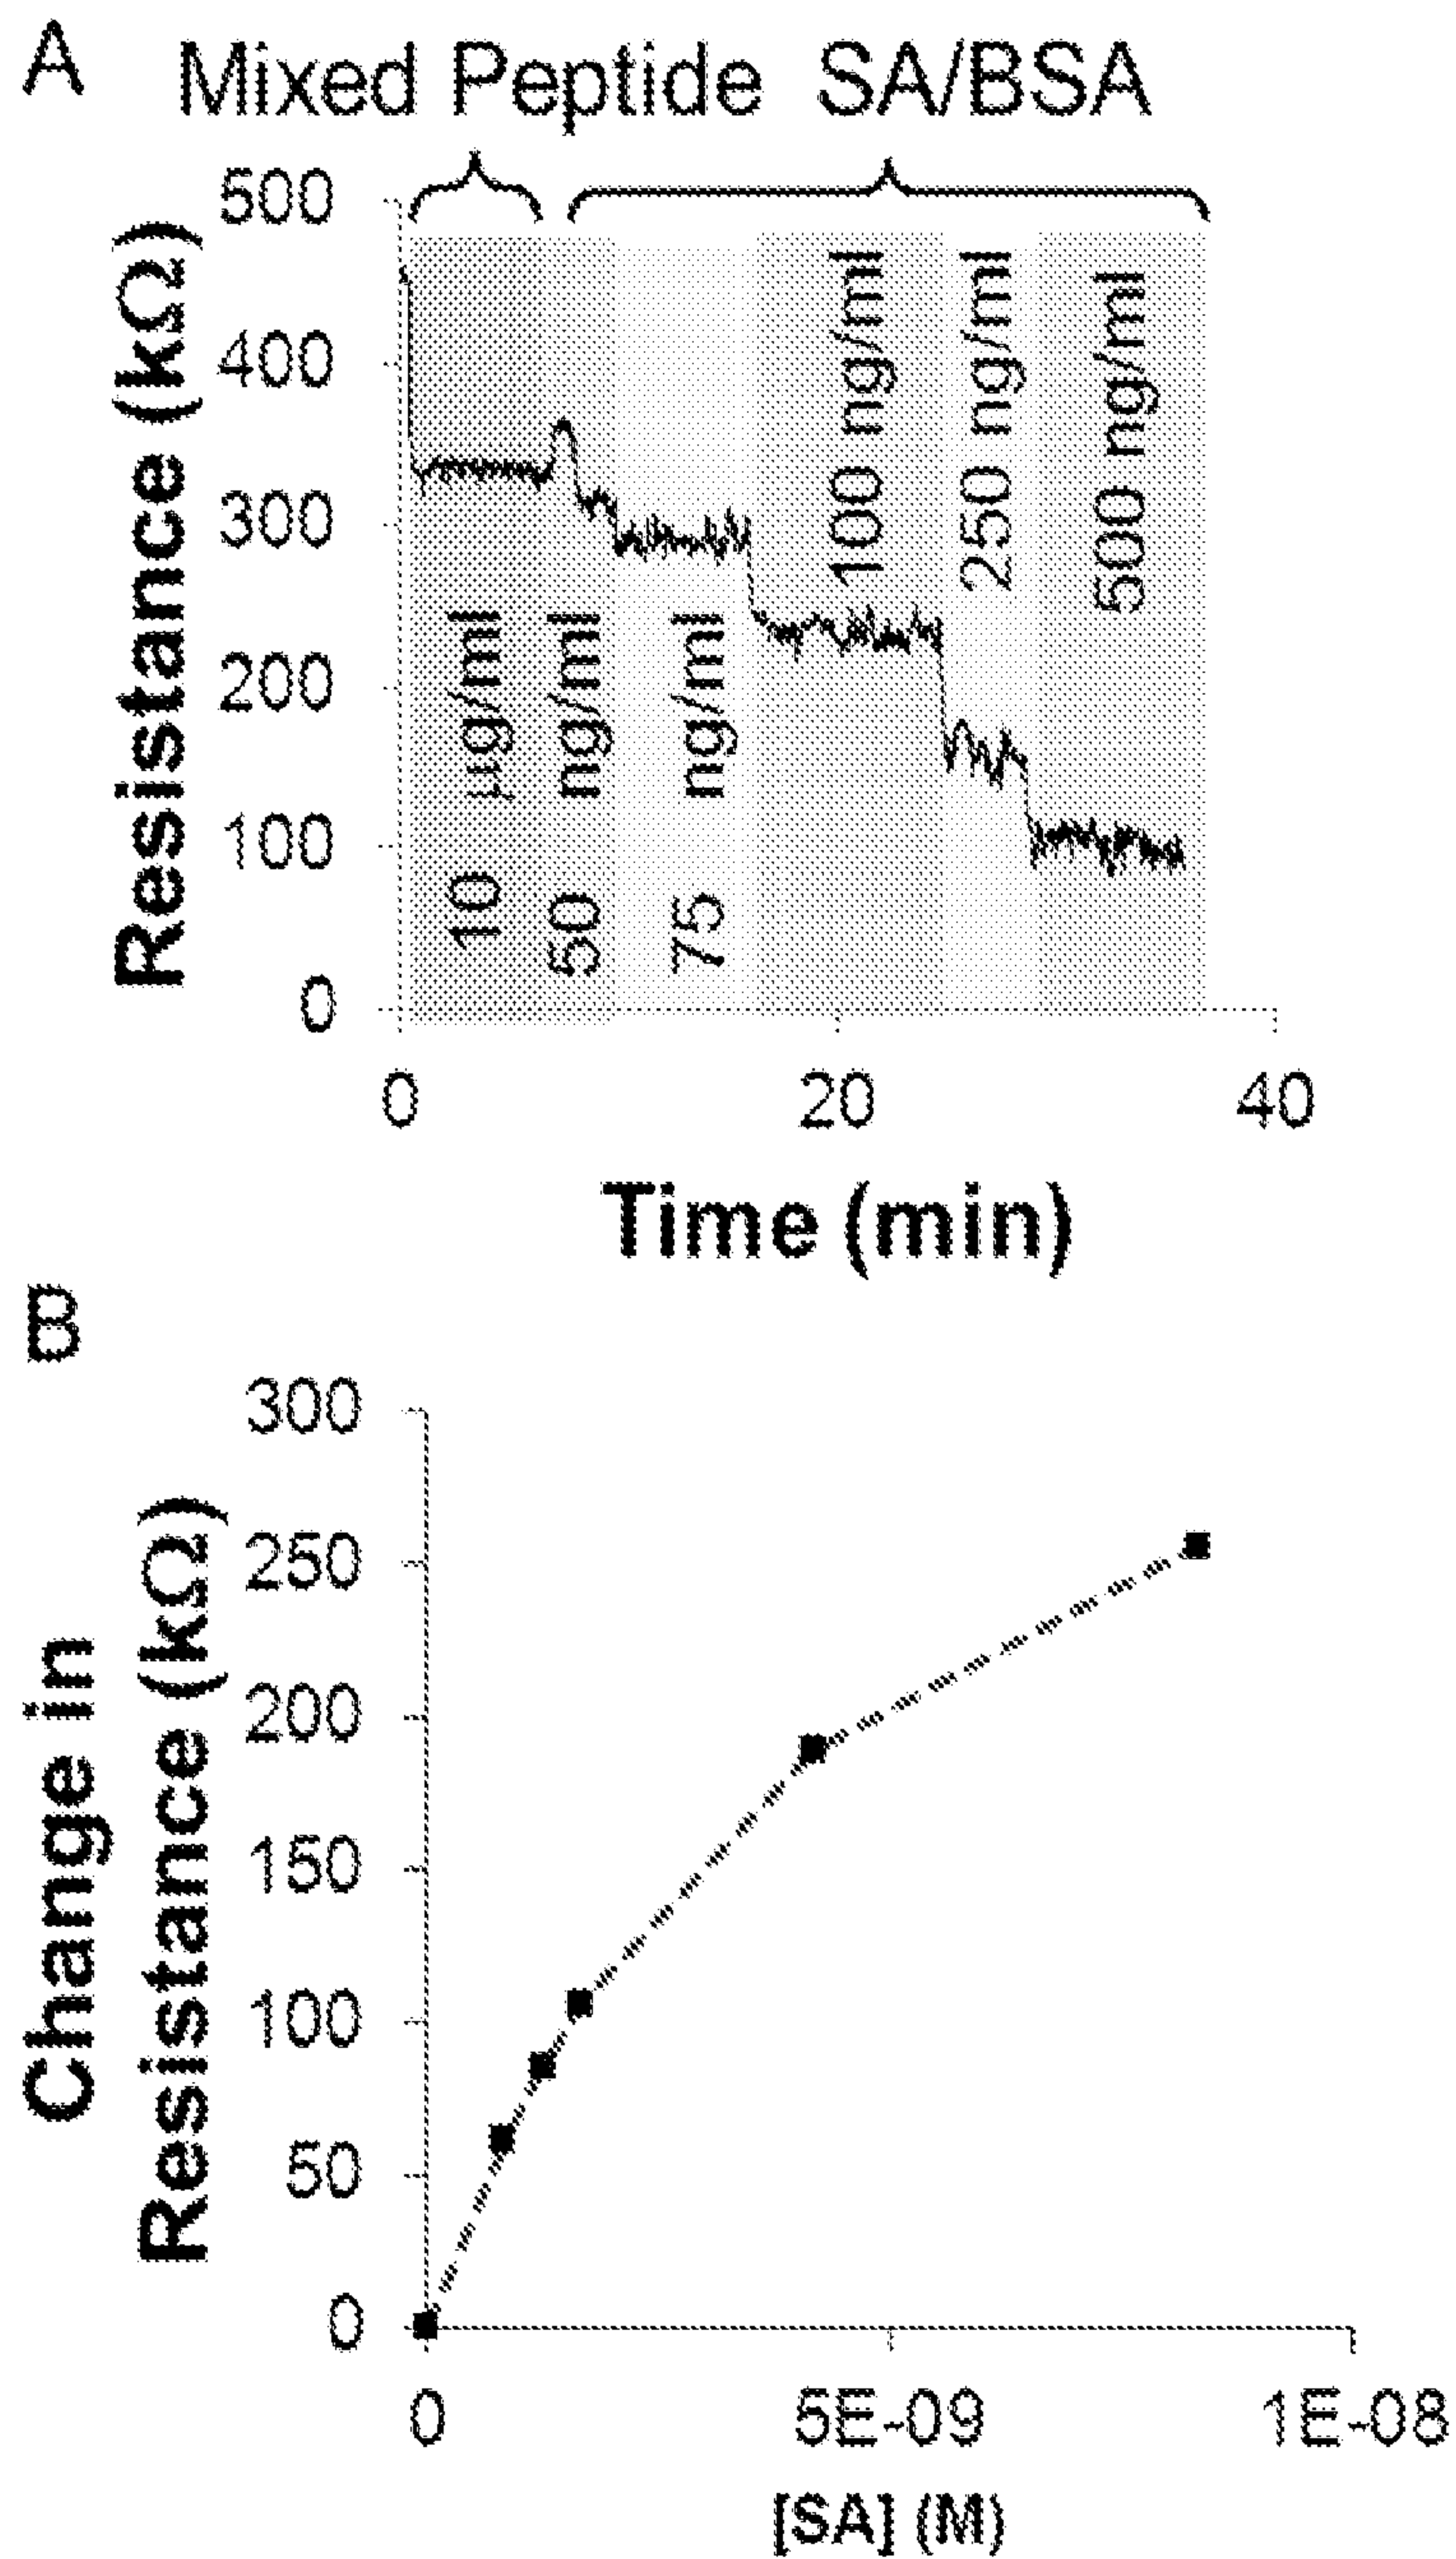 A
Mixed Peptide SA/BSA
Resistance (kΩ)
500
400
300
200
100
0
10 µg/ml
50 ng/ml
75 ng/ml
100 ng/ml
250 ng/ml
500 ng/ml
0 20 40
Time (min)
B
Change in
Resistance (kΩ)
300
250
200
150
100
50
0
0 5E-09 1E-08
[SA] (M)